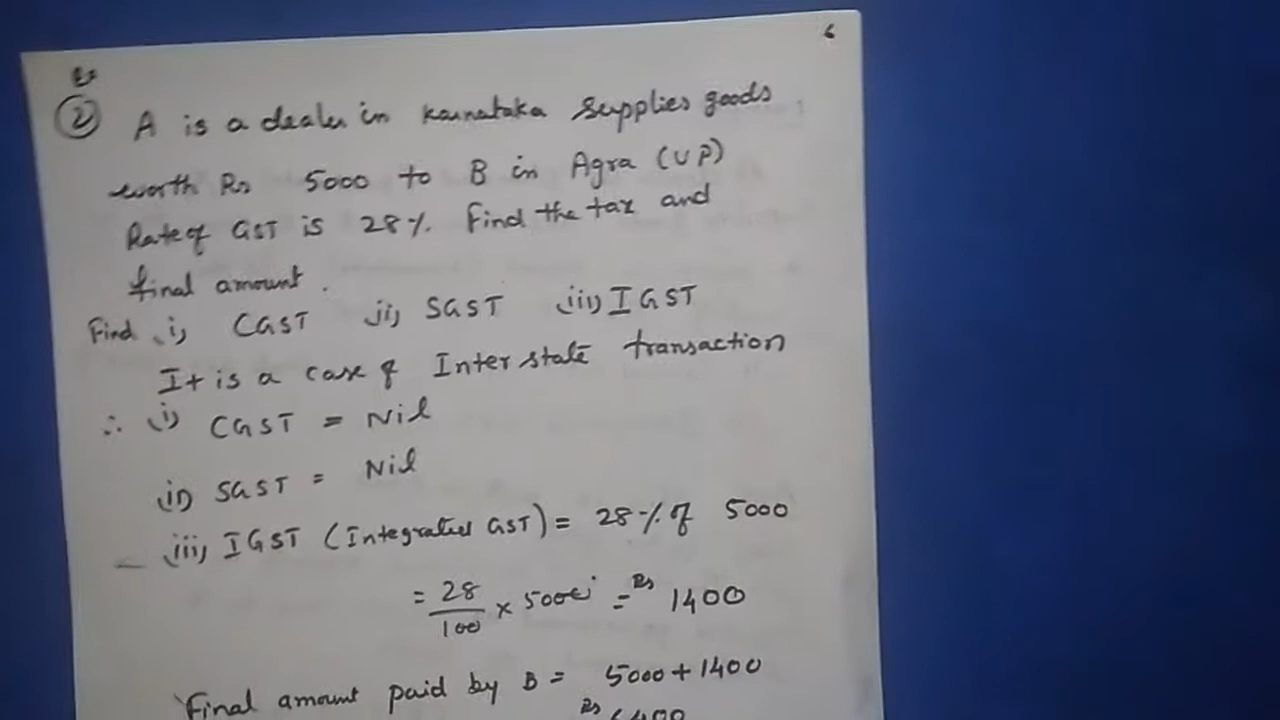 6
Ex
② A is a dealer in Karnataka Supplies goods
worth Rs 5000 to B in Agra (UP)
Rate of GST is 28%. Find the tax and
final amount.
Find i) CGST ii) SGST iii) IGST
It is a case of Interstate transaction
∴ i) CGST = Nil
ii) SGST = Nil
iii) IGST (Integrated GST) = 28% of 5000
= 28/100 × 5000 = Rs 1400
Final amount paid by B = 5000 + 1400
Rs 6400